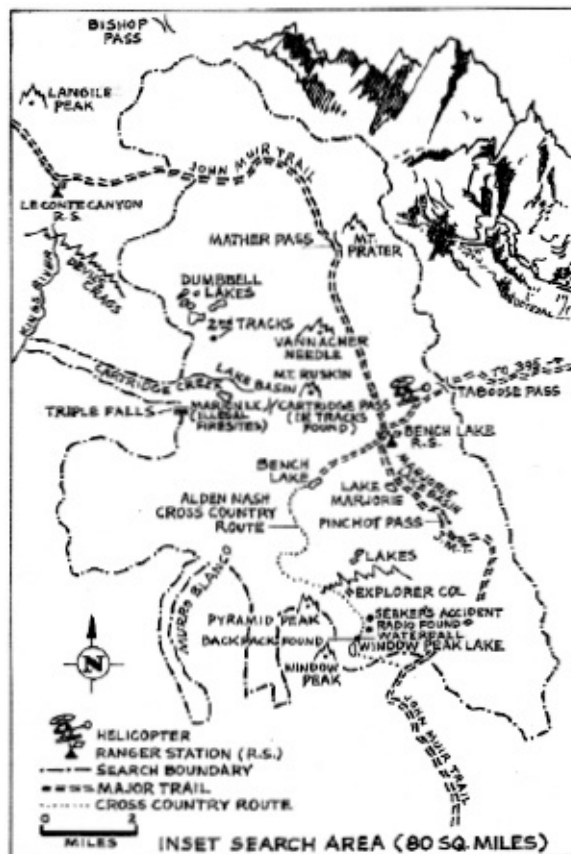 BISHOP
PASS
LANGILE
PEAK
JOHN MUIR TRAIL
LE CONTE CANYON
R.S.
MATHER PASS
MT.
PRATER
KINGS RIVER
DEVIL'S
CRAGS
DUMBBELL
LAKES
2ND TRACKS
VANNACHER
NEEDLE
MT. RUSKIN
CARTRIDGE CREEK
LAKE BASIN
TO 395
TABOOSE PASS
TRIPLE FALLS
MARION LK.
(ILLEGAL
FIRESITES)
CARTRIDGE PASS
TRACKS
FOUND)
BENCH LAKE
R.S.
BENCH
LAKE
LAKE
MARJORIE
MARJORIE
LAKE BASIN
ALDEN NASH
CROSS COUNTRY
ROUTE
PINCHOT PASS
J.M.T.
LAKES
MURRO BLANCO
EXPLORER COL
PYRAMID PEAK
SEEKER'S ACCIDENT
RADIO FOUND
BACKPACK FOUND
WATERFALL
WINDOW PEAK LAKE
WINDOW
PEAK
N
JOHN MUIR TRAIL
HELICOPTER
RANGER STATION (R.S.)
SEARCH BOUNDARY
MAJOR TRAIL
CROSS COUNTRY ROUTE
0 2
MILES
INSET SEARCH AREA (80 SQ. MILES)